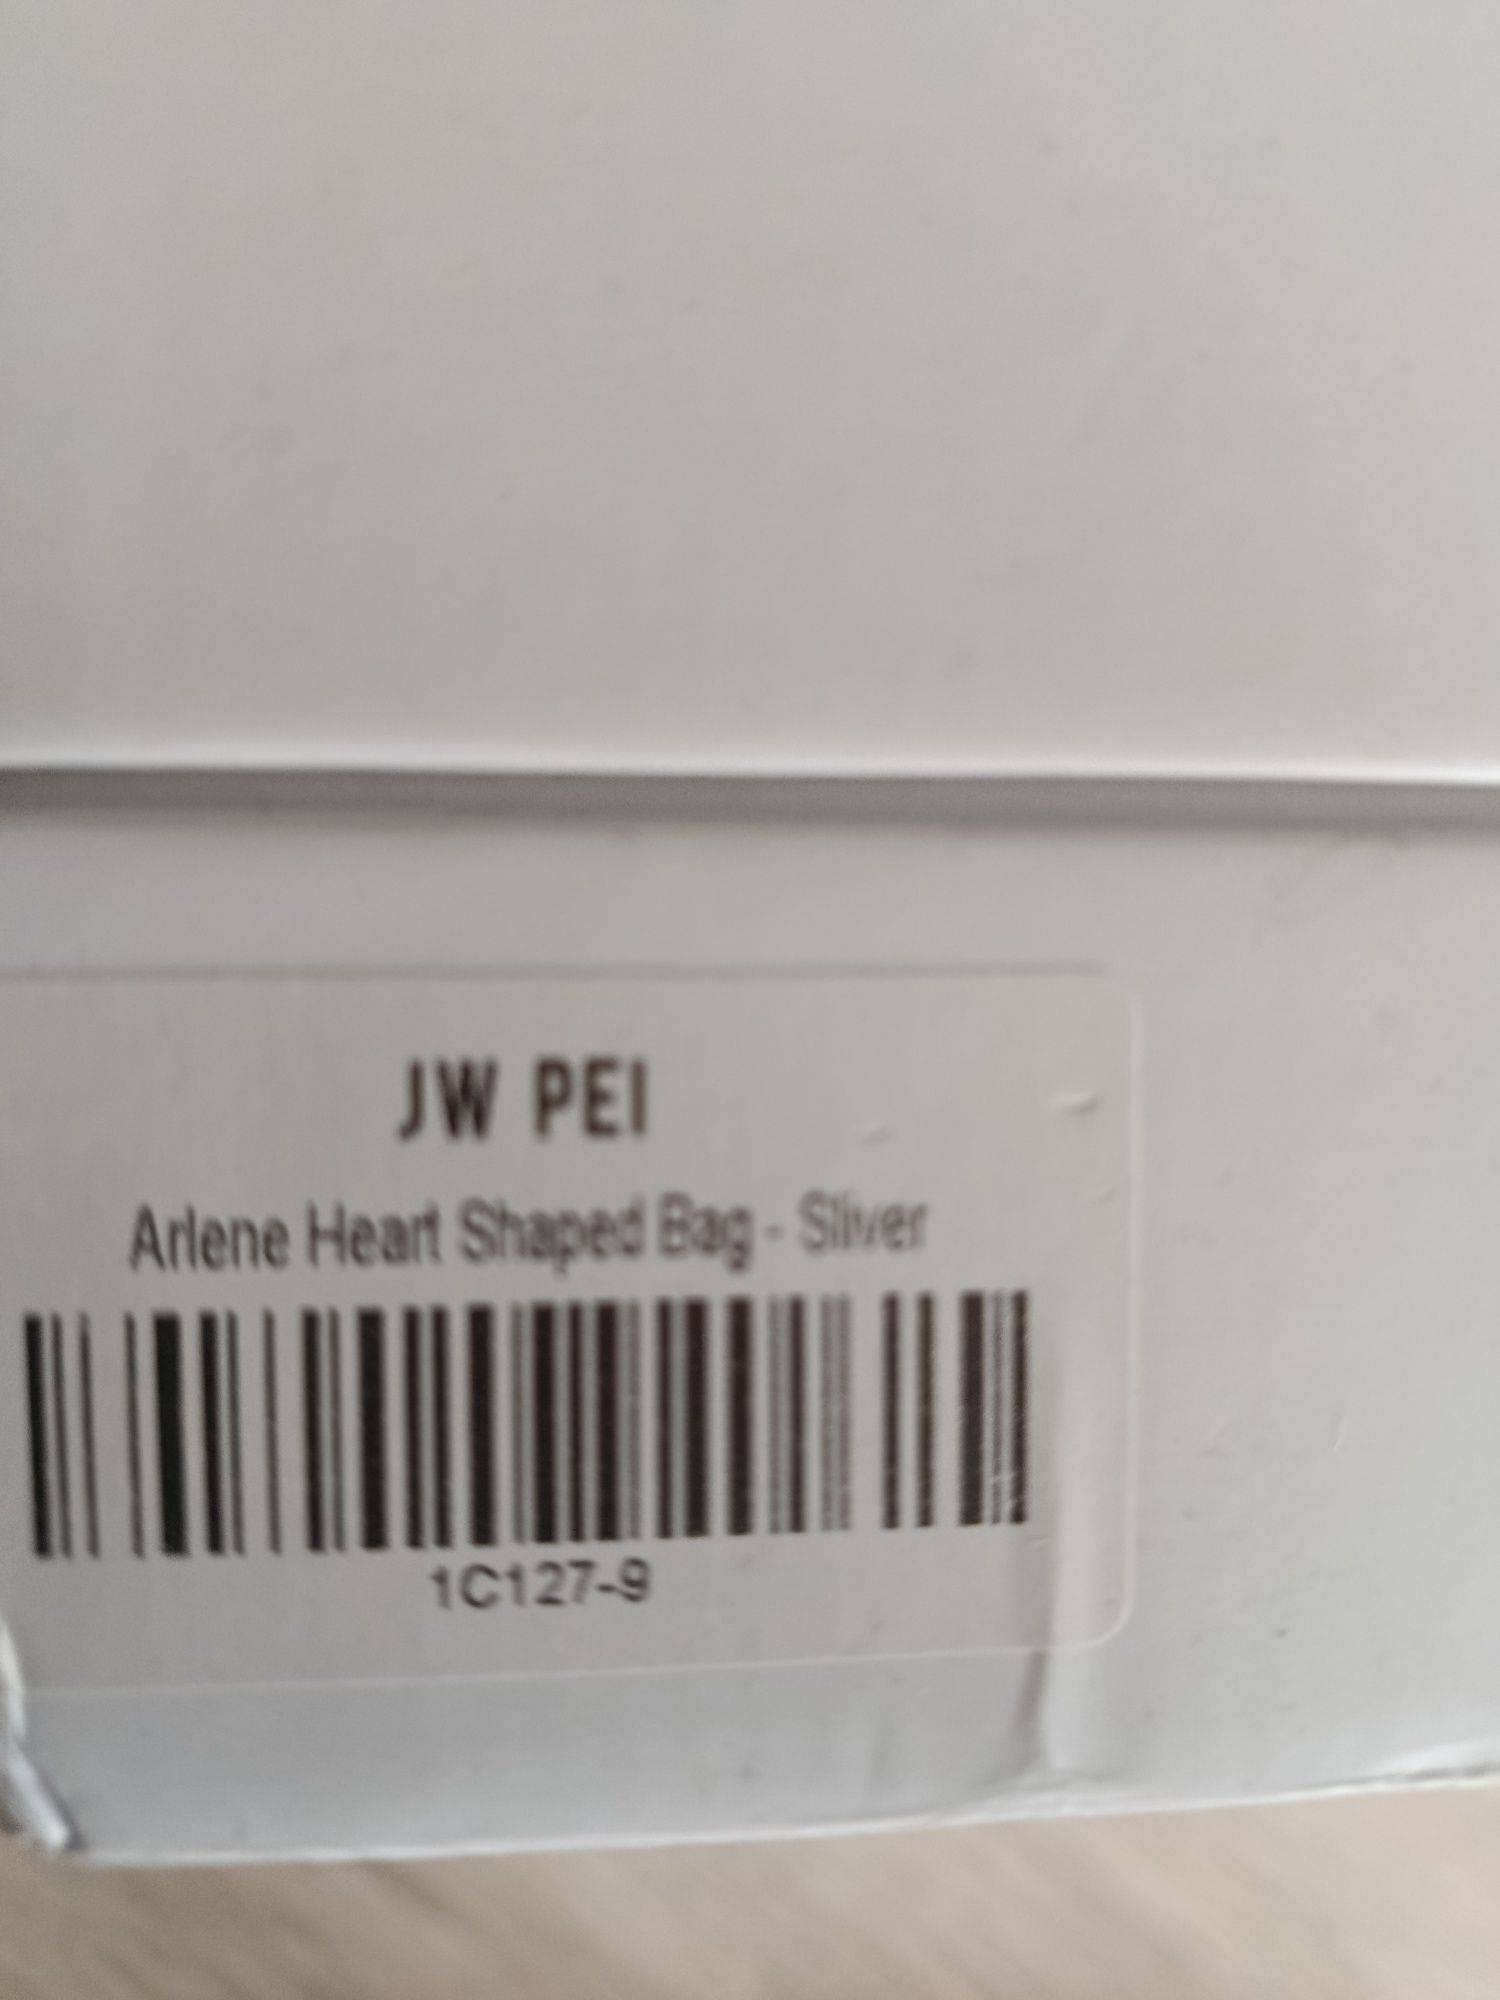 JW PEI
Arlene Heart Shaped Bag - Sliver
1C127-9